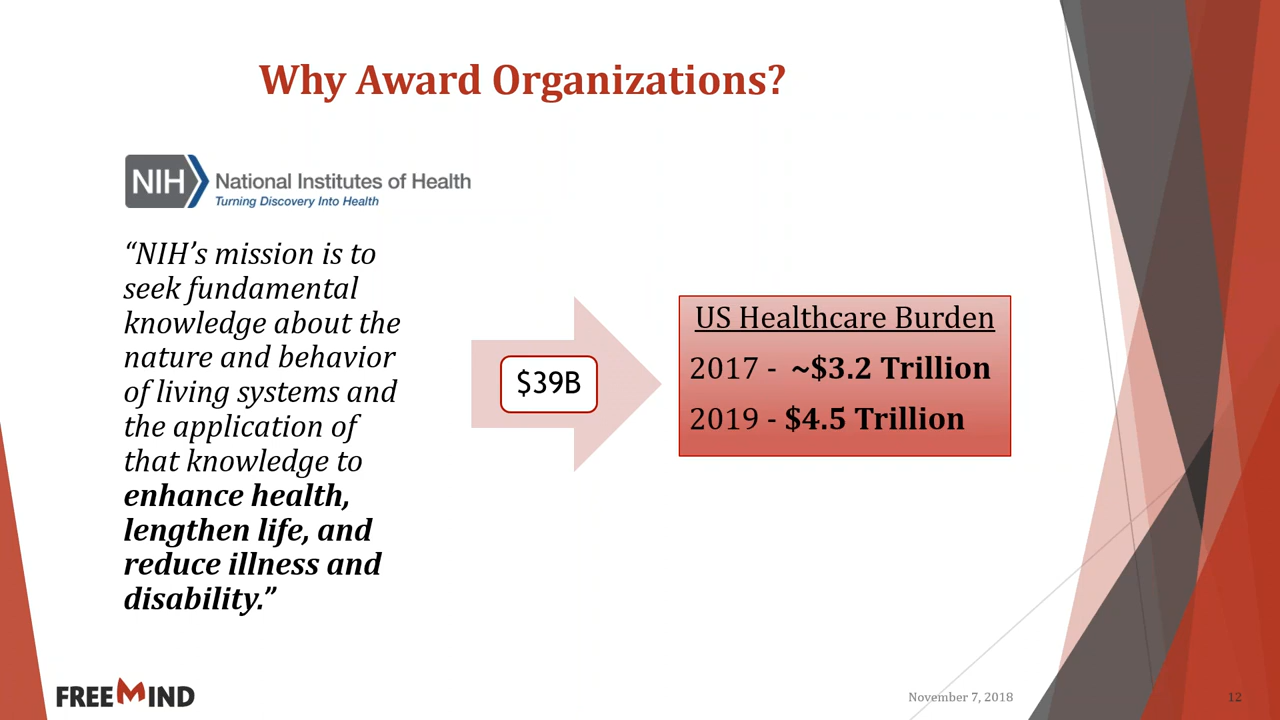 Why Award Organizations?
NIH
National Institutes of Health
Turning Discovery Into Health
“NIH’s mission is to
seek fundamental
knowledge about the
nature and behavior
of living systems and
the application of
that knowledge to
enhance health,
lengthen life, and
reduce illness and
disability.”
$39B
US Healthcare Burden
2017 - ~$3.2 Trillion
2019 - $4.5 Trillion
FREEMIND
November 7, 2018
12